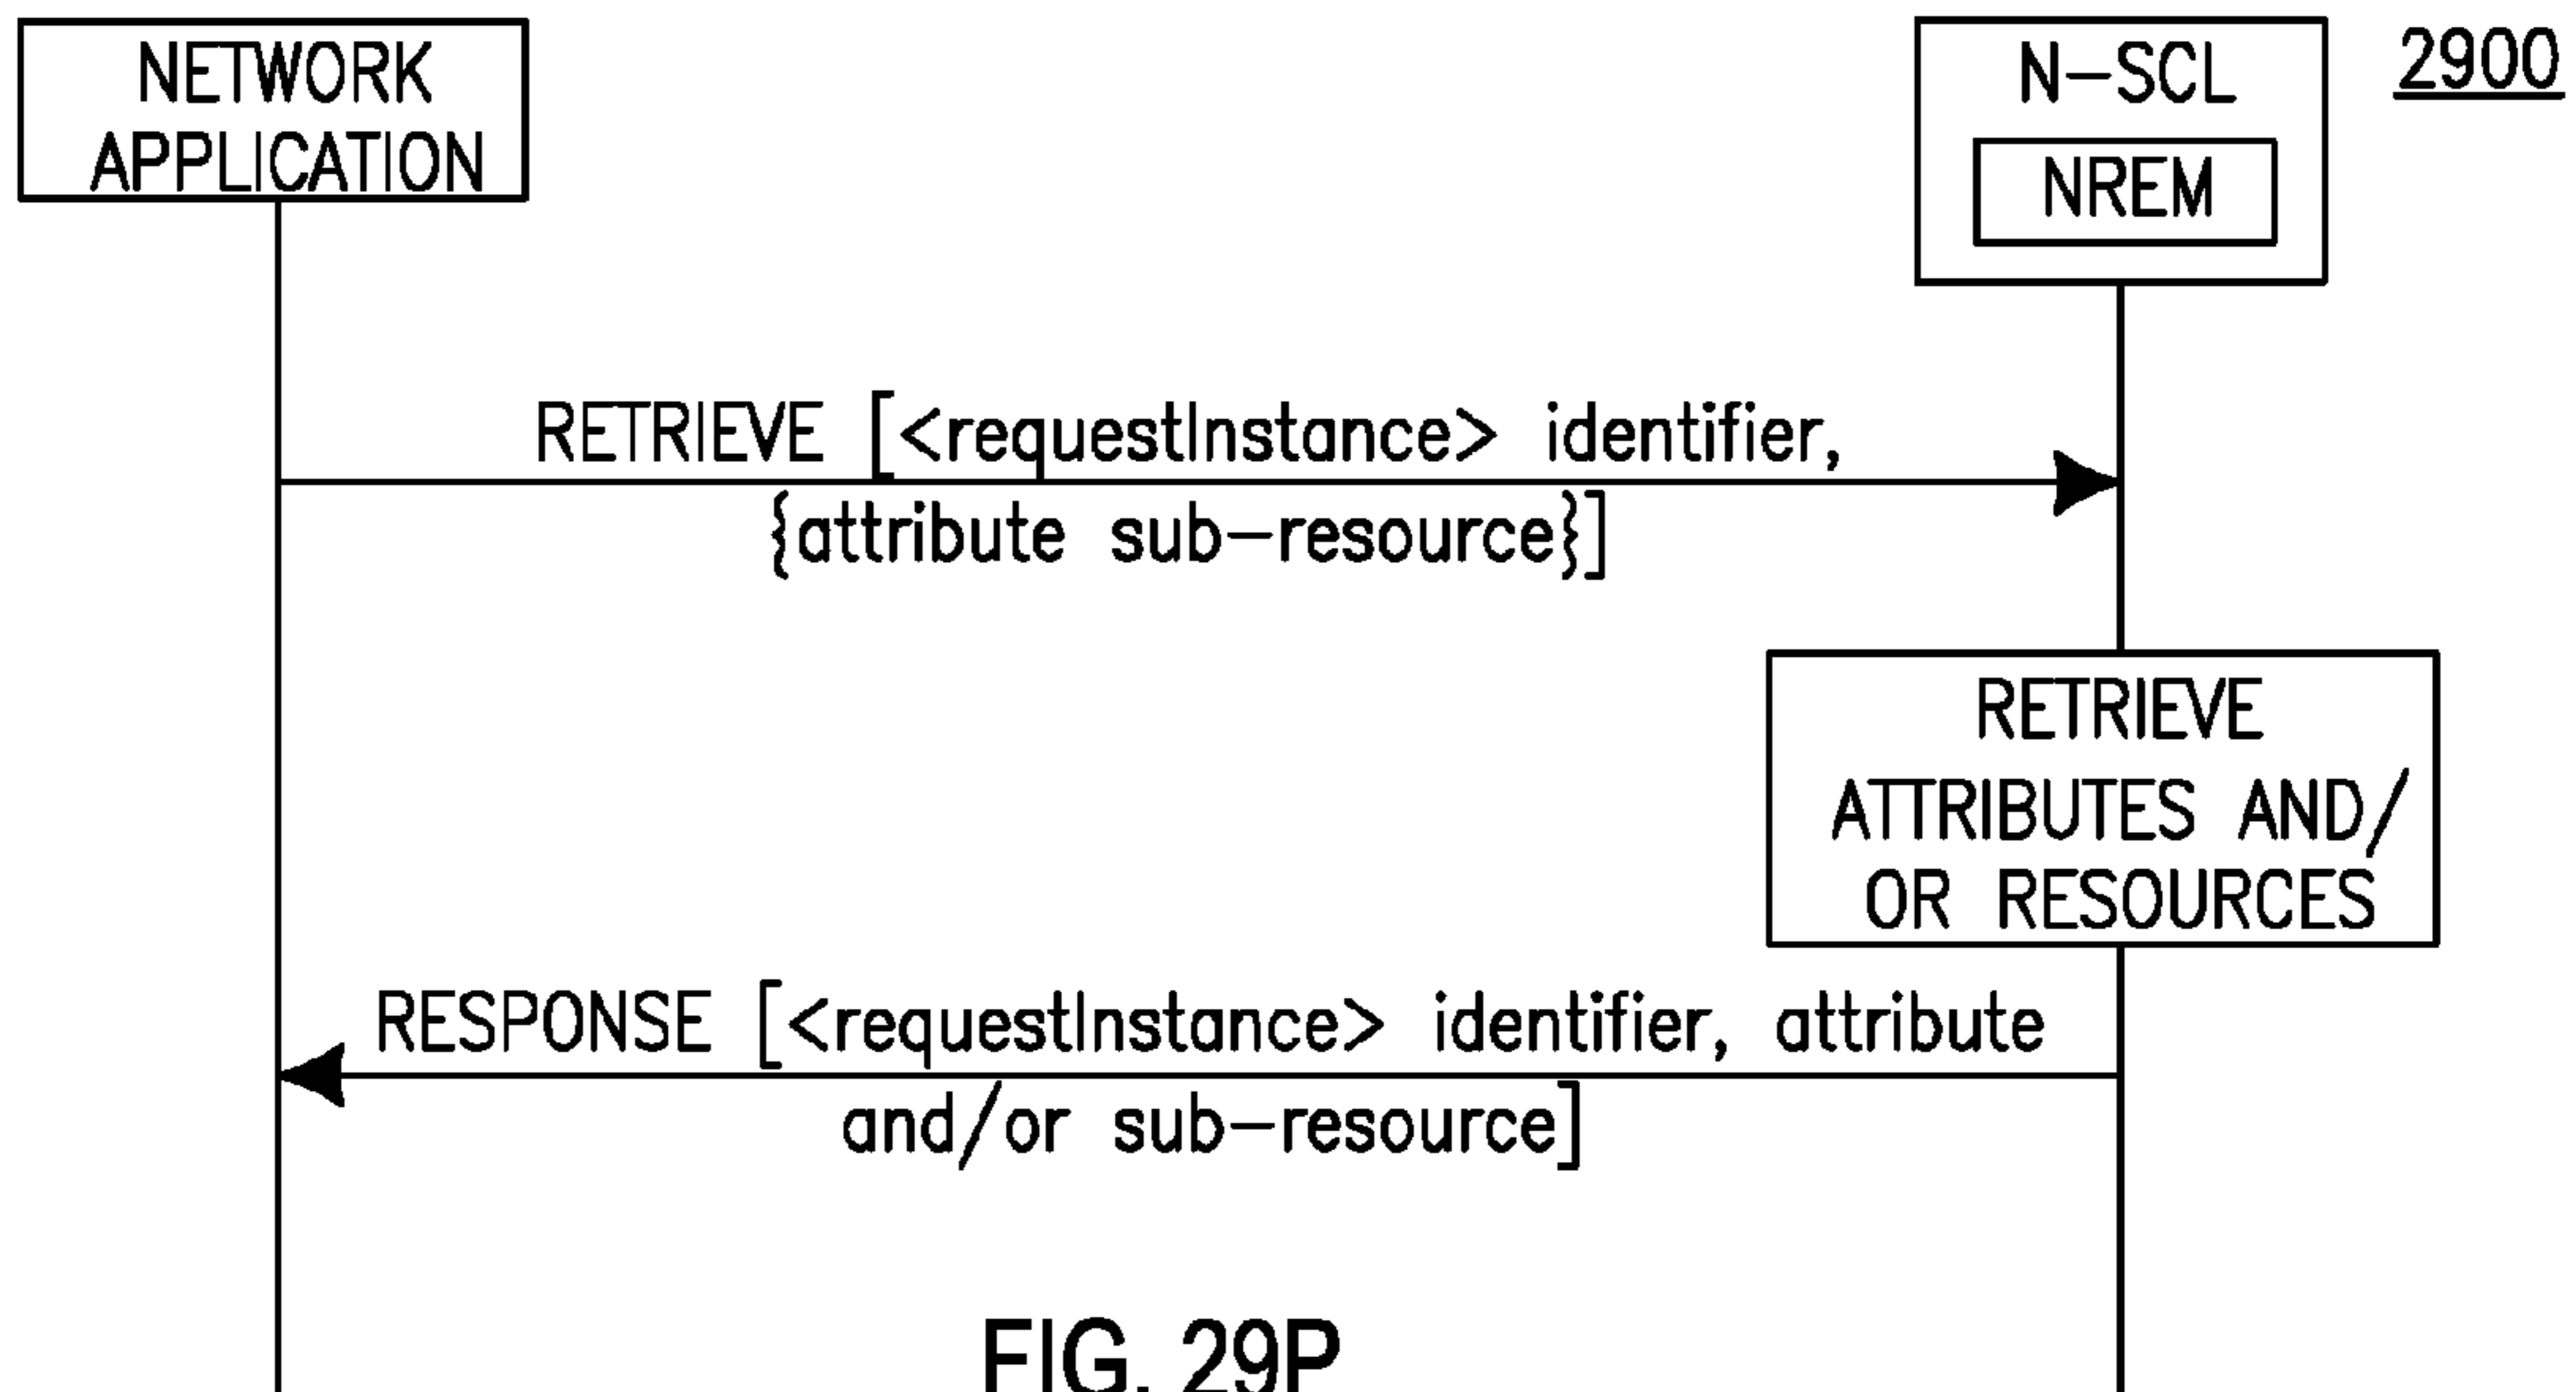 NETWORK
APPLICATION
N-SCL
NREM
2900
RETRIEVE [<requestInstance> identifier,
{attribute sub-resource}]
RETRIEVE
ATTRIBUTES AND/
OR RESOURCES
RESPONSE [<requestInstance> identifier, attribute
and/or sub-resource]
FIG. 29P